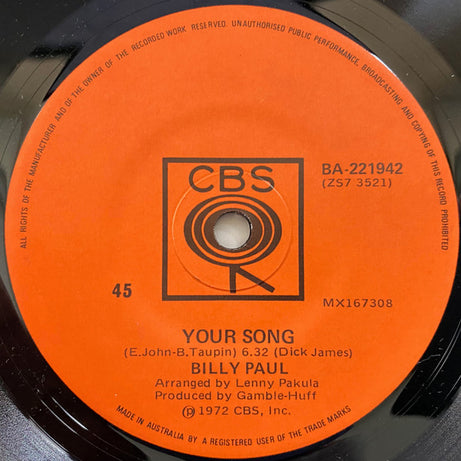 ALL RIGHTS OF THE MANUFACTURER AND OF THE OWNER OF THE RECORDED WORK RESERVED. UNAUTHORISED PUBLIC PERFORMANCE, BROADCASTING AND COPYING OF THIS RECORD PROHIBITED
CBS
BA-221942
(ZS7 3521)
45
MX167308
YOUR SONG
(E.John-B.Taupin) 6.32 (Dick James)
BILLY PAUL
Arranged by Lenny Pakula
Produced by Gamble-Huff
℗ 1972 CBS, Inc.
MADE IN AUSTRALIA BY A REGISTERED USER OF THE TRADE MARKS